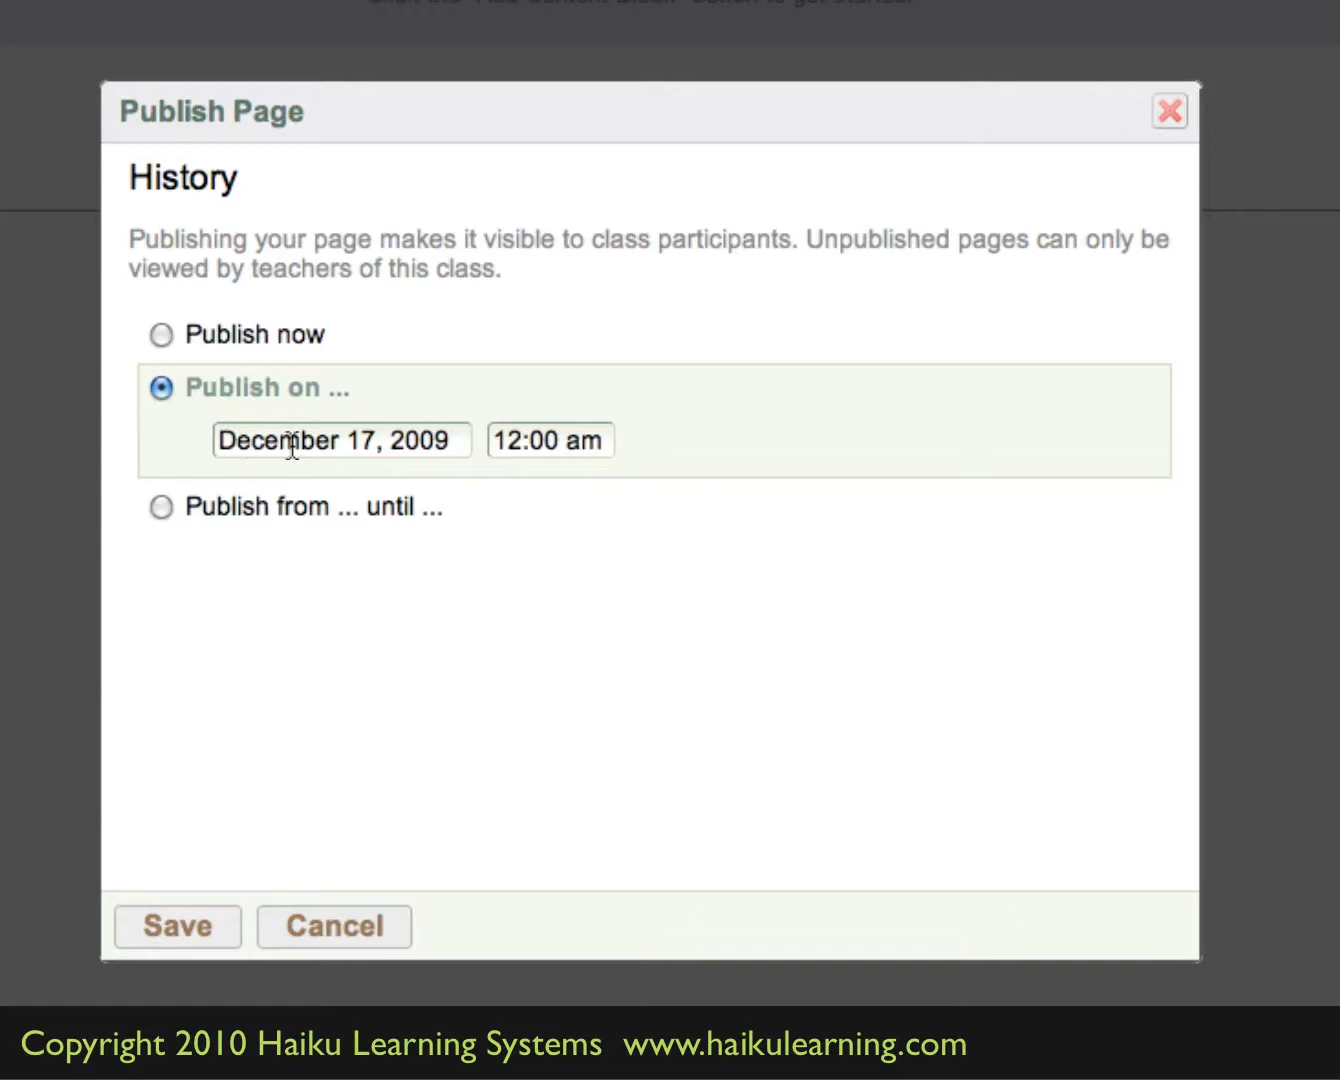 Publish Page
History
Publishing your page makes it visible to class participants. Unpublished pages can only be
viewed by teachers of this class.
Publish now
Publish on ...
December 17, 2009 12:00 am
Publish from ... until ...
Save Cancel
Copyright 2010 Haiku Learning Systems www.haikulearning.com